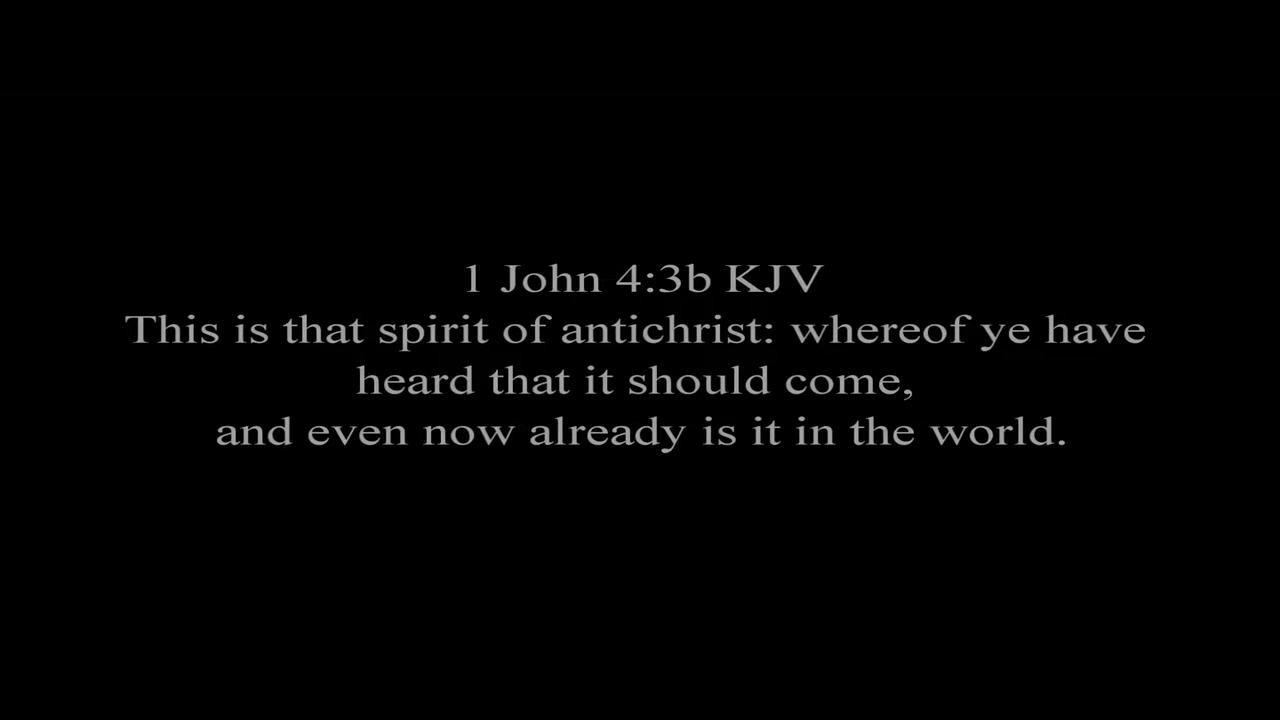 1 John 4:3b KJV
This is that spirit of antichrist: whereof ye have
heard that it should come,
and even now already is it in the world.